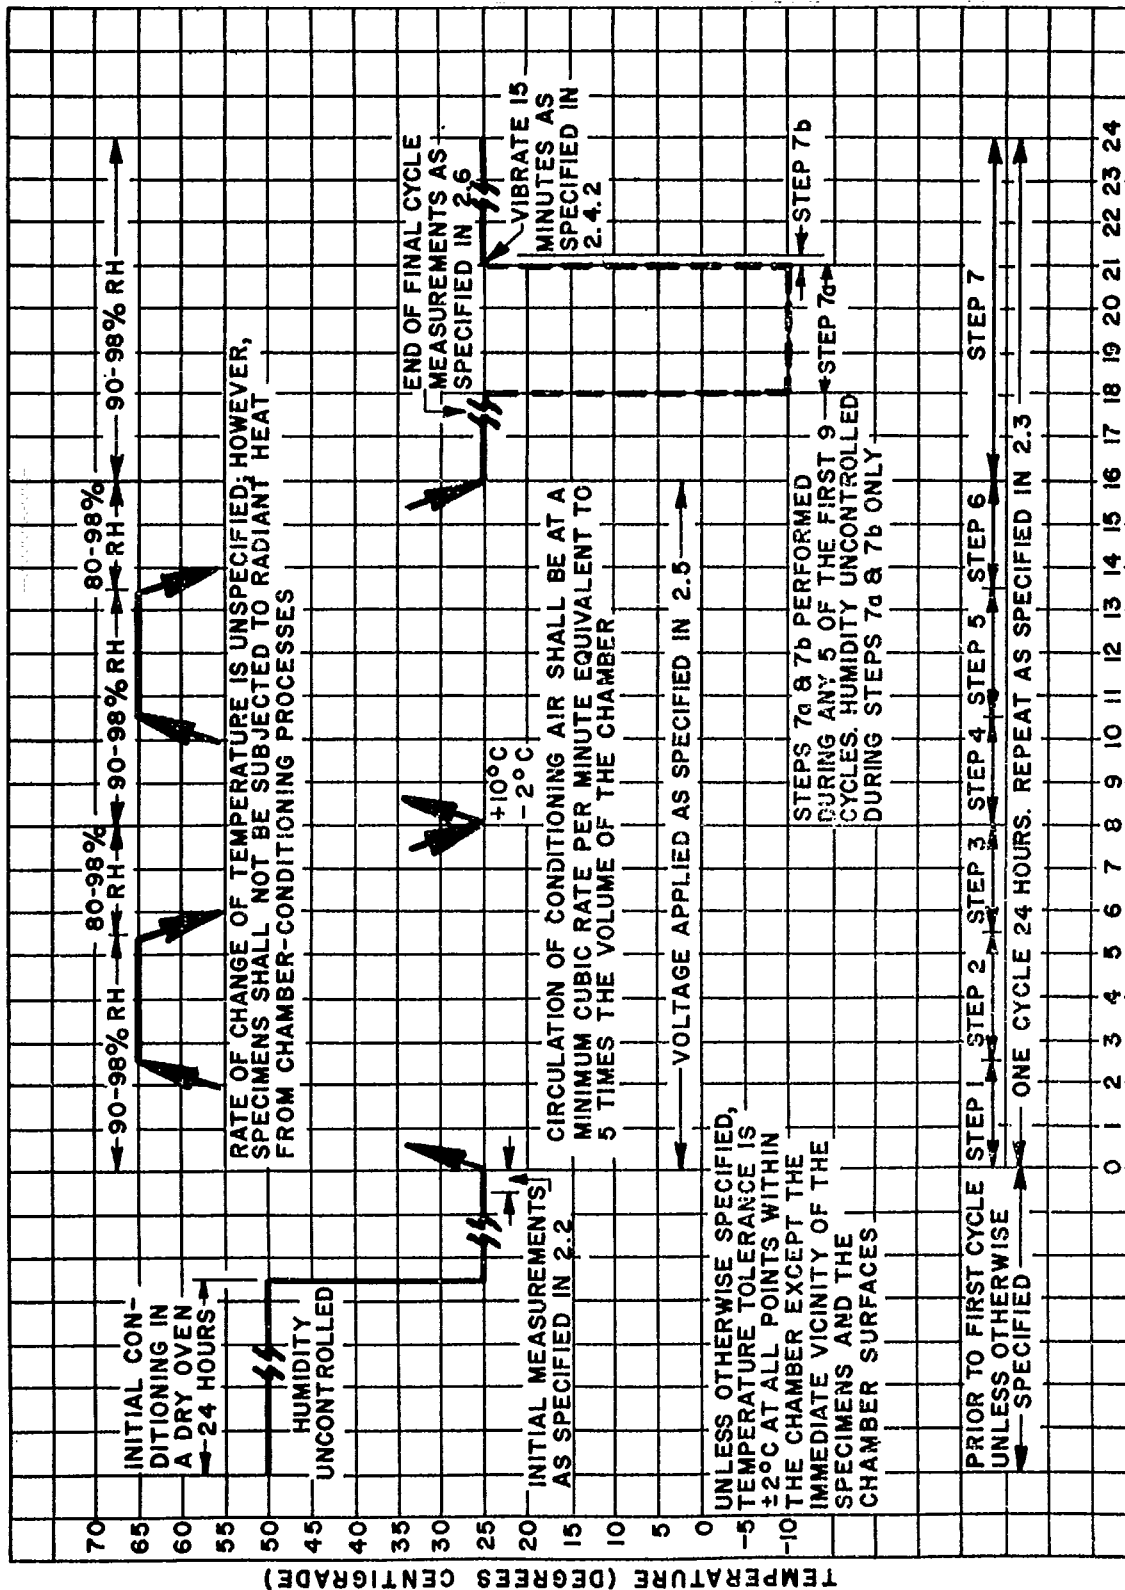 TEMPERATURE (DEGREES CENTIGRADE)
70
65
60
55
50
45
40
35
30
25
20
15
10
5
0
-5
-10
INITIAL CON-
DITIONING IN
A DRY OVEN
24 HOURS
HUMIDITY
UNCONTROLLED
INITIAL MEASUREMENTS
AS SPECIFIED IN 2.2
UNLESS OTHERWISE SPECIFIED,
TEMPERATURE TOLERANCE IS
±2°C AT ALL POINTS WITHIN
THE CHAMBER EXCEPT THE
IMMEDIATE VICINITY OF THE
SPECIMENS AND THE
CHAMBER SURFACES
PRIOR TO FIRST CYCLE
UNLESS OTHERWISE
SPECIFIED
90-98% RH
80-98%
RH
90-98% RH
80-98%
RH
90-98% RH
RATE OF CHANGE OF TEMPERATURE IS UNSPECIFIED; HOWEVER,
SPECIMENS SHALL NOT BE SUBJECTED TO RADIANT HEAT
FROM CHAMBER-CONDITIONING PROCESSES
+10°C
-2°C
CIRCULATION OF CONDITIONING AIR SHALL BE AT A
MINIMUM CUBIC RATE PER MINUTE EQUIVALENT TO
5 TIMES THE VOLUME OF THE CHAMBER
VOLTAGE APPLIED AS SPECIFIED IN 2.5
END OF FINAL CYCLE
MEASUREMENTS AS
SPECIFIED IN 2.6
VIBRATE 15
MINUTES AS
SPECIFIED IN
2.4.2
STEP 7b
STEP 7a
STEPS 7a & 7b PERFORMED
DURING ANY 5 OF THE FIRST 9
CYCLES. HUMIDITY UNCONTROLLED
DURING STEPS 7a & 7b ONLY
STEP 1
STEP 2
STEP 3
STEP 4
STEP 5
STEP 6
STEP 7
ONE CYCLE 24 HOURS. REPEAT AS SPECIFIED IN 2.3
0 1 2 3 4 5 6 7 8 9 10 11 12 13 14 15 16 17 18 19 20 21 22 23 24